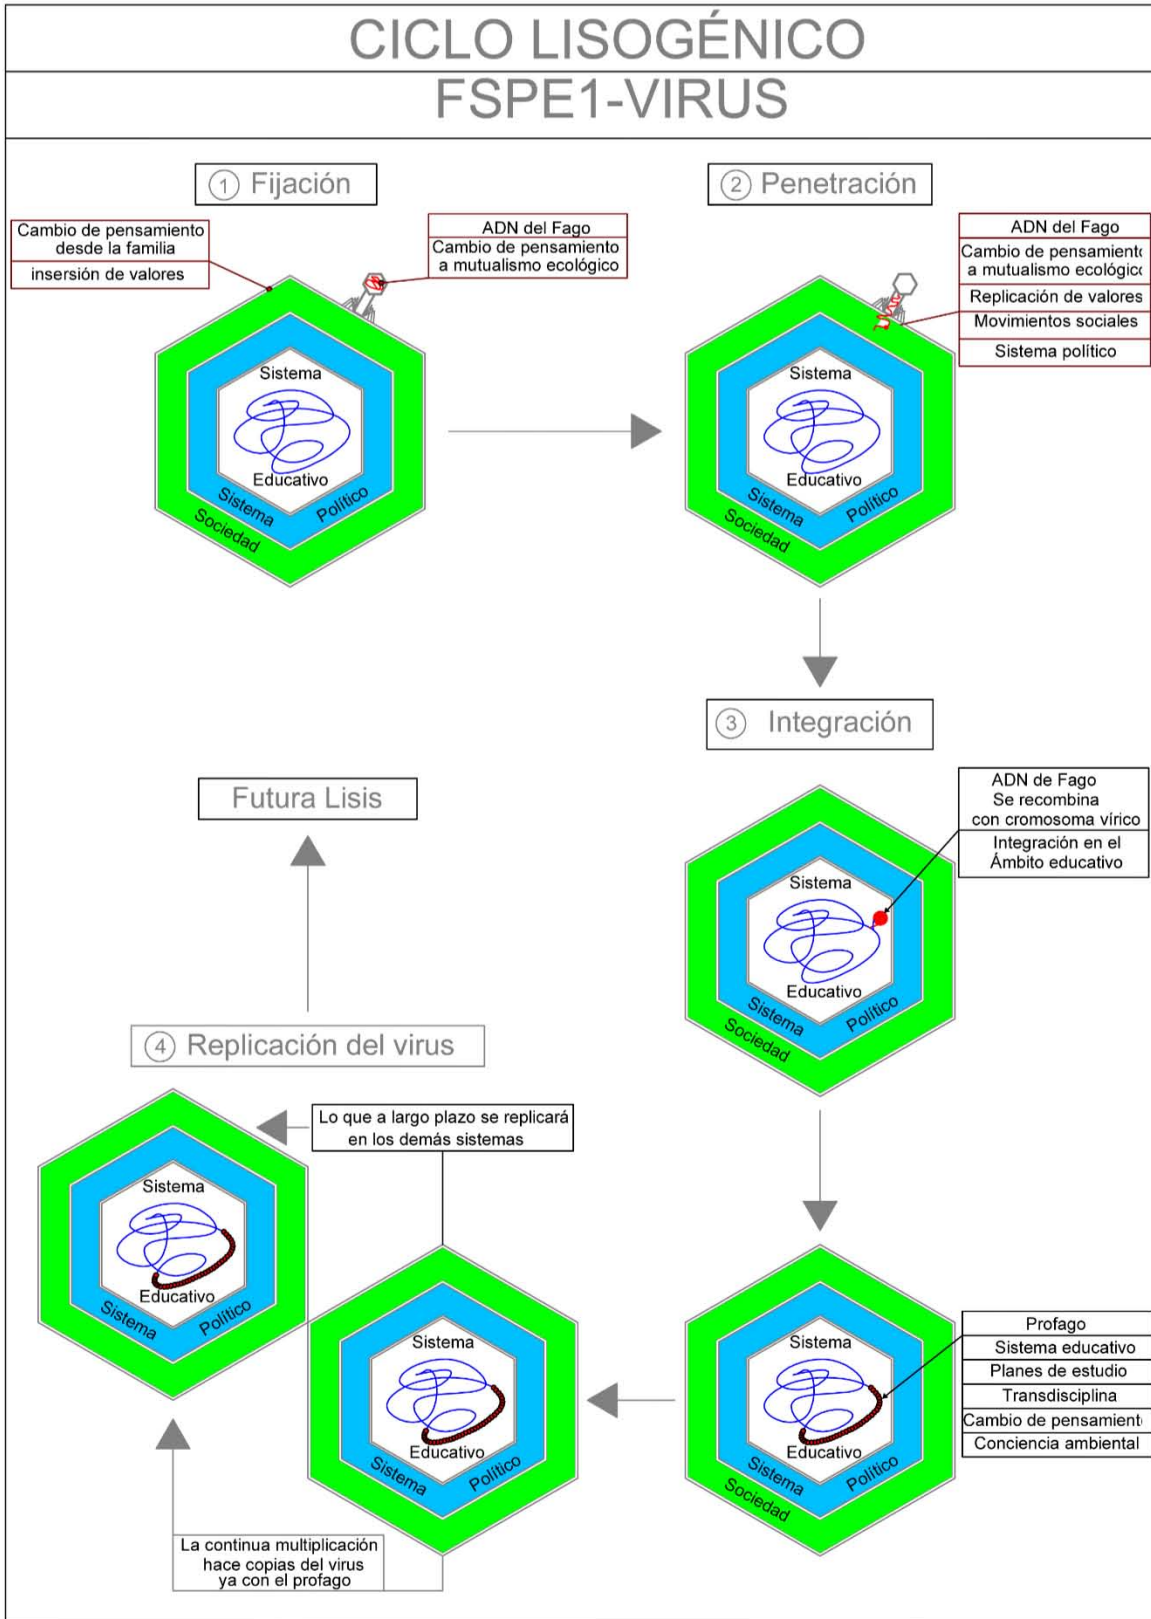 CICLO LISOGÉNICO
FSPE1-VIRUS
1 Fijación
Cambio de pensamiento
desde la familia
insersión de valores
ADN del Fago
Cambio de pensamiento
a mutualismo ecológico
Sistema
Educativo
Sistema Político
Sociedad
2 Penetración
ADN del Fago
Cambio de pensamiento
a mutualismo ecológico
Replicación de valores
Movimientos sociales
Sistema político
Sistema
Educativo
Sistema Político
Sociedad
3 Integración
ADN de Fago
Se recombina
con cromosoma vírico
Integración en el
Ámbito educativo
Sistema
Educativo
Sistema Político
Sociedad
Futura Lisis
4 Replicación del virus
Lo que a largo plazo se replicará
en los demás sistemas
Sistema
Educativo
Sistema Político
Sistema
Educativo
Sistema Político
Sistema
Educativo
Sistema Político
Sociedad
Profago
Sistema educativo
Planes de estudio
Transdisciplina
Cambio de pensamient
Conciencia ambiental
La continua multiplicación
hace copias del virus
ya con el profago